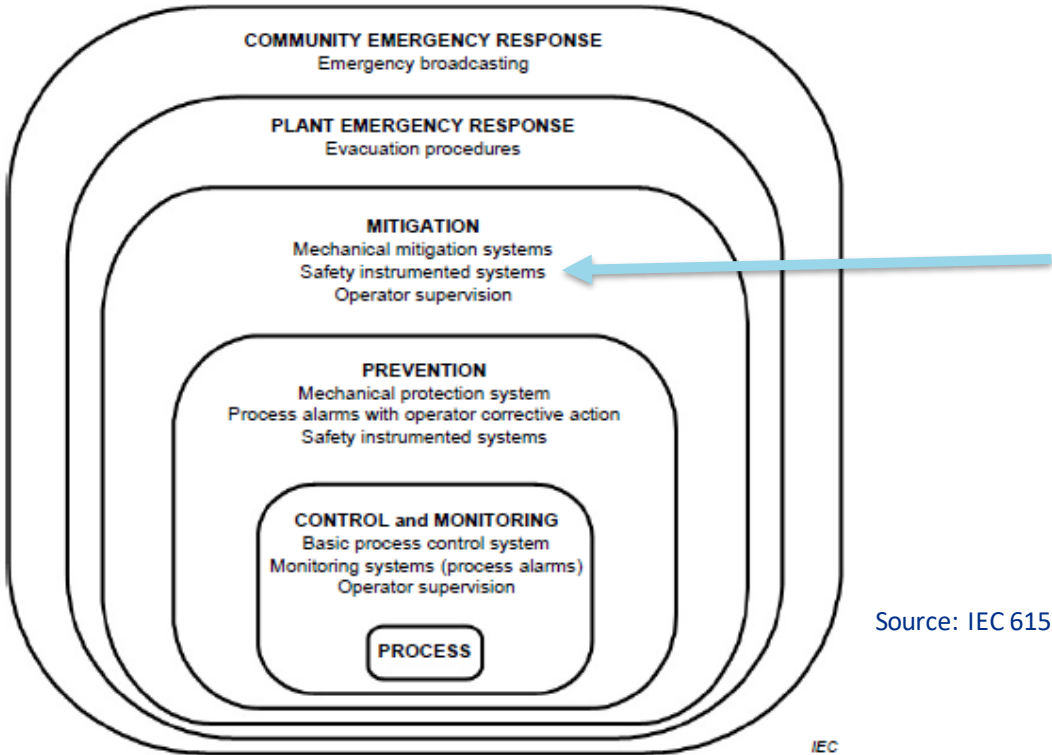 COMMUNITY EMERGENCY RESPONSE
Emergency broadcasting
PLANT EMERGENCY RESPONSE
Evacuation procedures
MITIGATION
Mechanical mitigation systems
Safety instrumented systems
Operator supervision
PREVENTION
Mechanical protection system
Process alarms with operator corrective action
Safety instrumented systems
CONTROL and MONITORING
Basic process control system
Monitoring systems (process alarms)
Operator supervision
PROCESS
Source: IEC 615
IEC